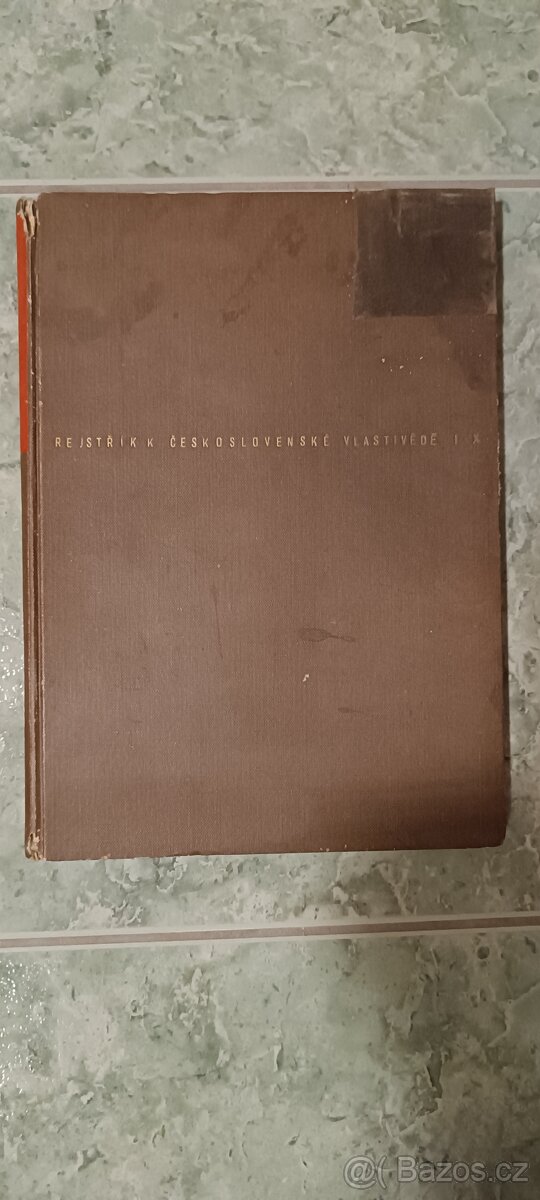 REJSTŘÍK K ČESKOSLOVENSKÉ VLASTIVĚDĚ I X
@Bazos.cz